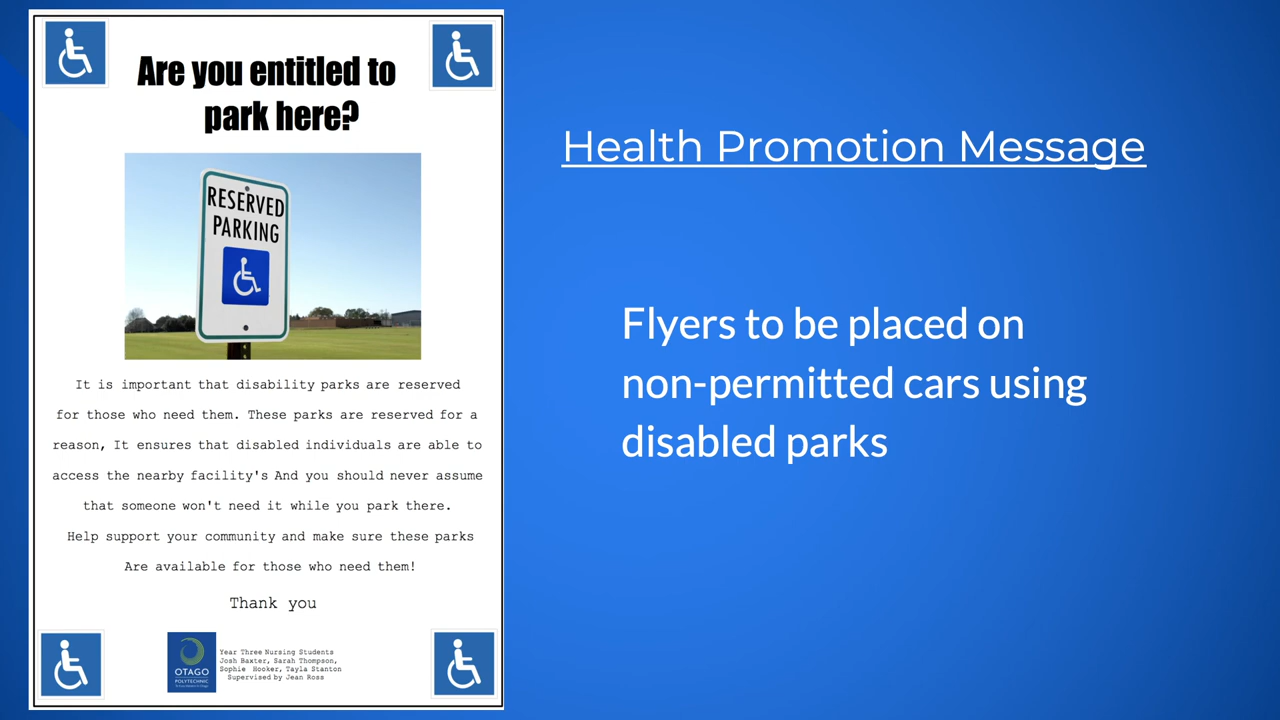 Are you entitled to
park here?
RESERVED
PARKING
It is important that disability parks are reserved
for those who need them. These parks are reserved for a
reason, It ensures that disabled individuals are able to
access the nearby facility's And you should never assume
that someone won't need it while you park there.
Help support your community and make sure these parks
Are available for those who need them!
Thank you
OTAGO
POLYTECHNIC
Year Three Nursing Students
Josh Baxter, Sarah Thompson,
Sophie Hooker, Tayla Stanton
Supervised by Jean Ross
Health Promotion Message
Flyers to be placed on
non-permitted cars using
disabled parks